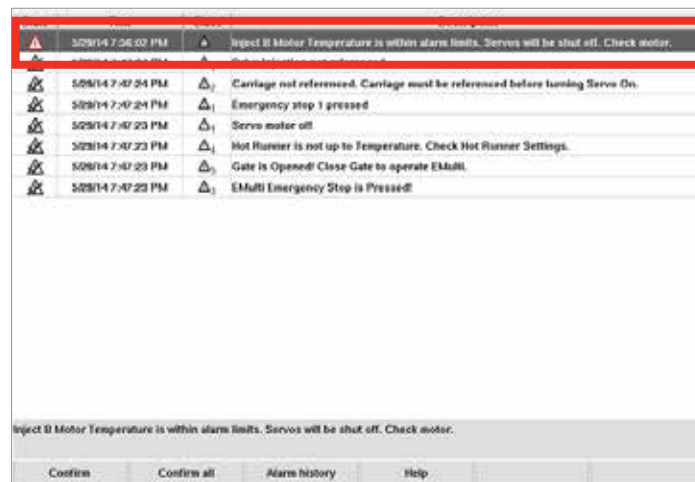 5/29/14 7:56:02 PM Inject B Motor Temperature is within alarm limits. Servos will be shut off. Check motor.
5/29/14 7:47:24 PM 2 Carriage not referenced. Carriage must be referenced before turning Servo On.
5/29/14 7:47:24 PM 1 Emergency stop 1 pressed
5/29/14 7:47:23 PM 1 Servo motor off
5/29/14 7:47:23 PM 4 Hot Runner is not up to Temperature. Check Hot Runner Settings.
5/29/14 7:47:23 PM 5 Gate is Opened! Close Gate to operate EMulti.
5/29/14 7:47:23 PM 3 EMulti Emergency Stop is Pressed!
Inject B Motor Temperature is within alarm limits. Servos will be shut off. Check motor.
Confirm Confirm all Alarm history Help